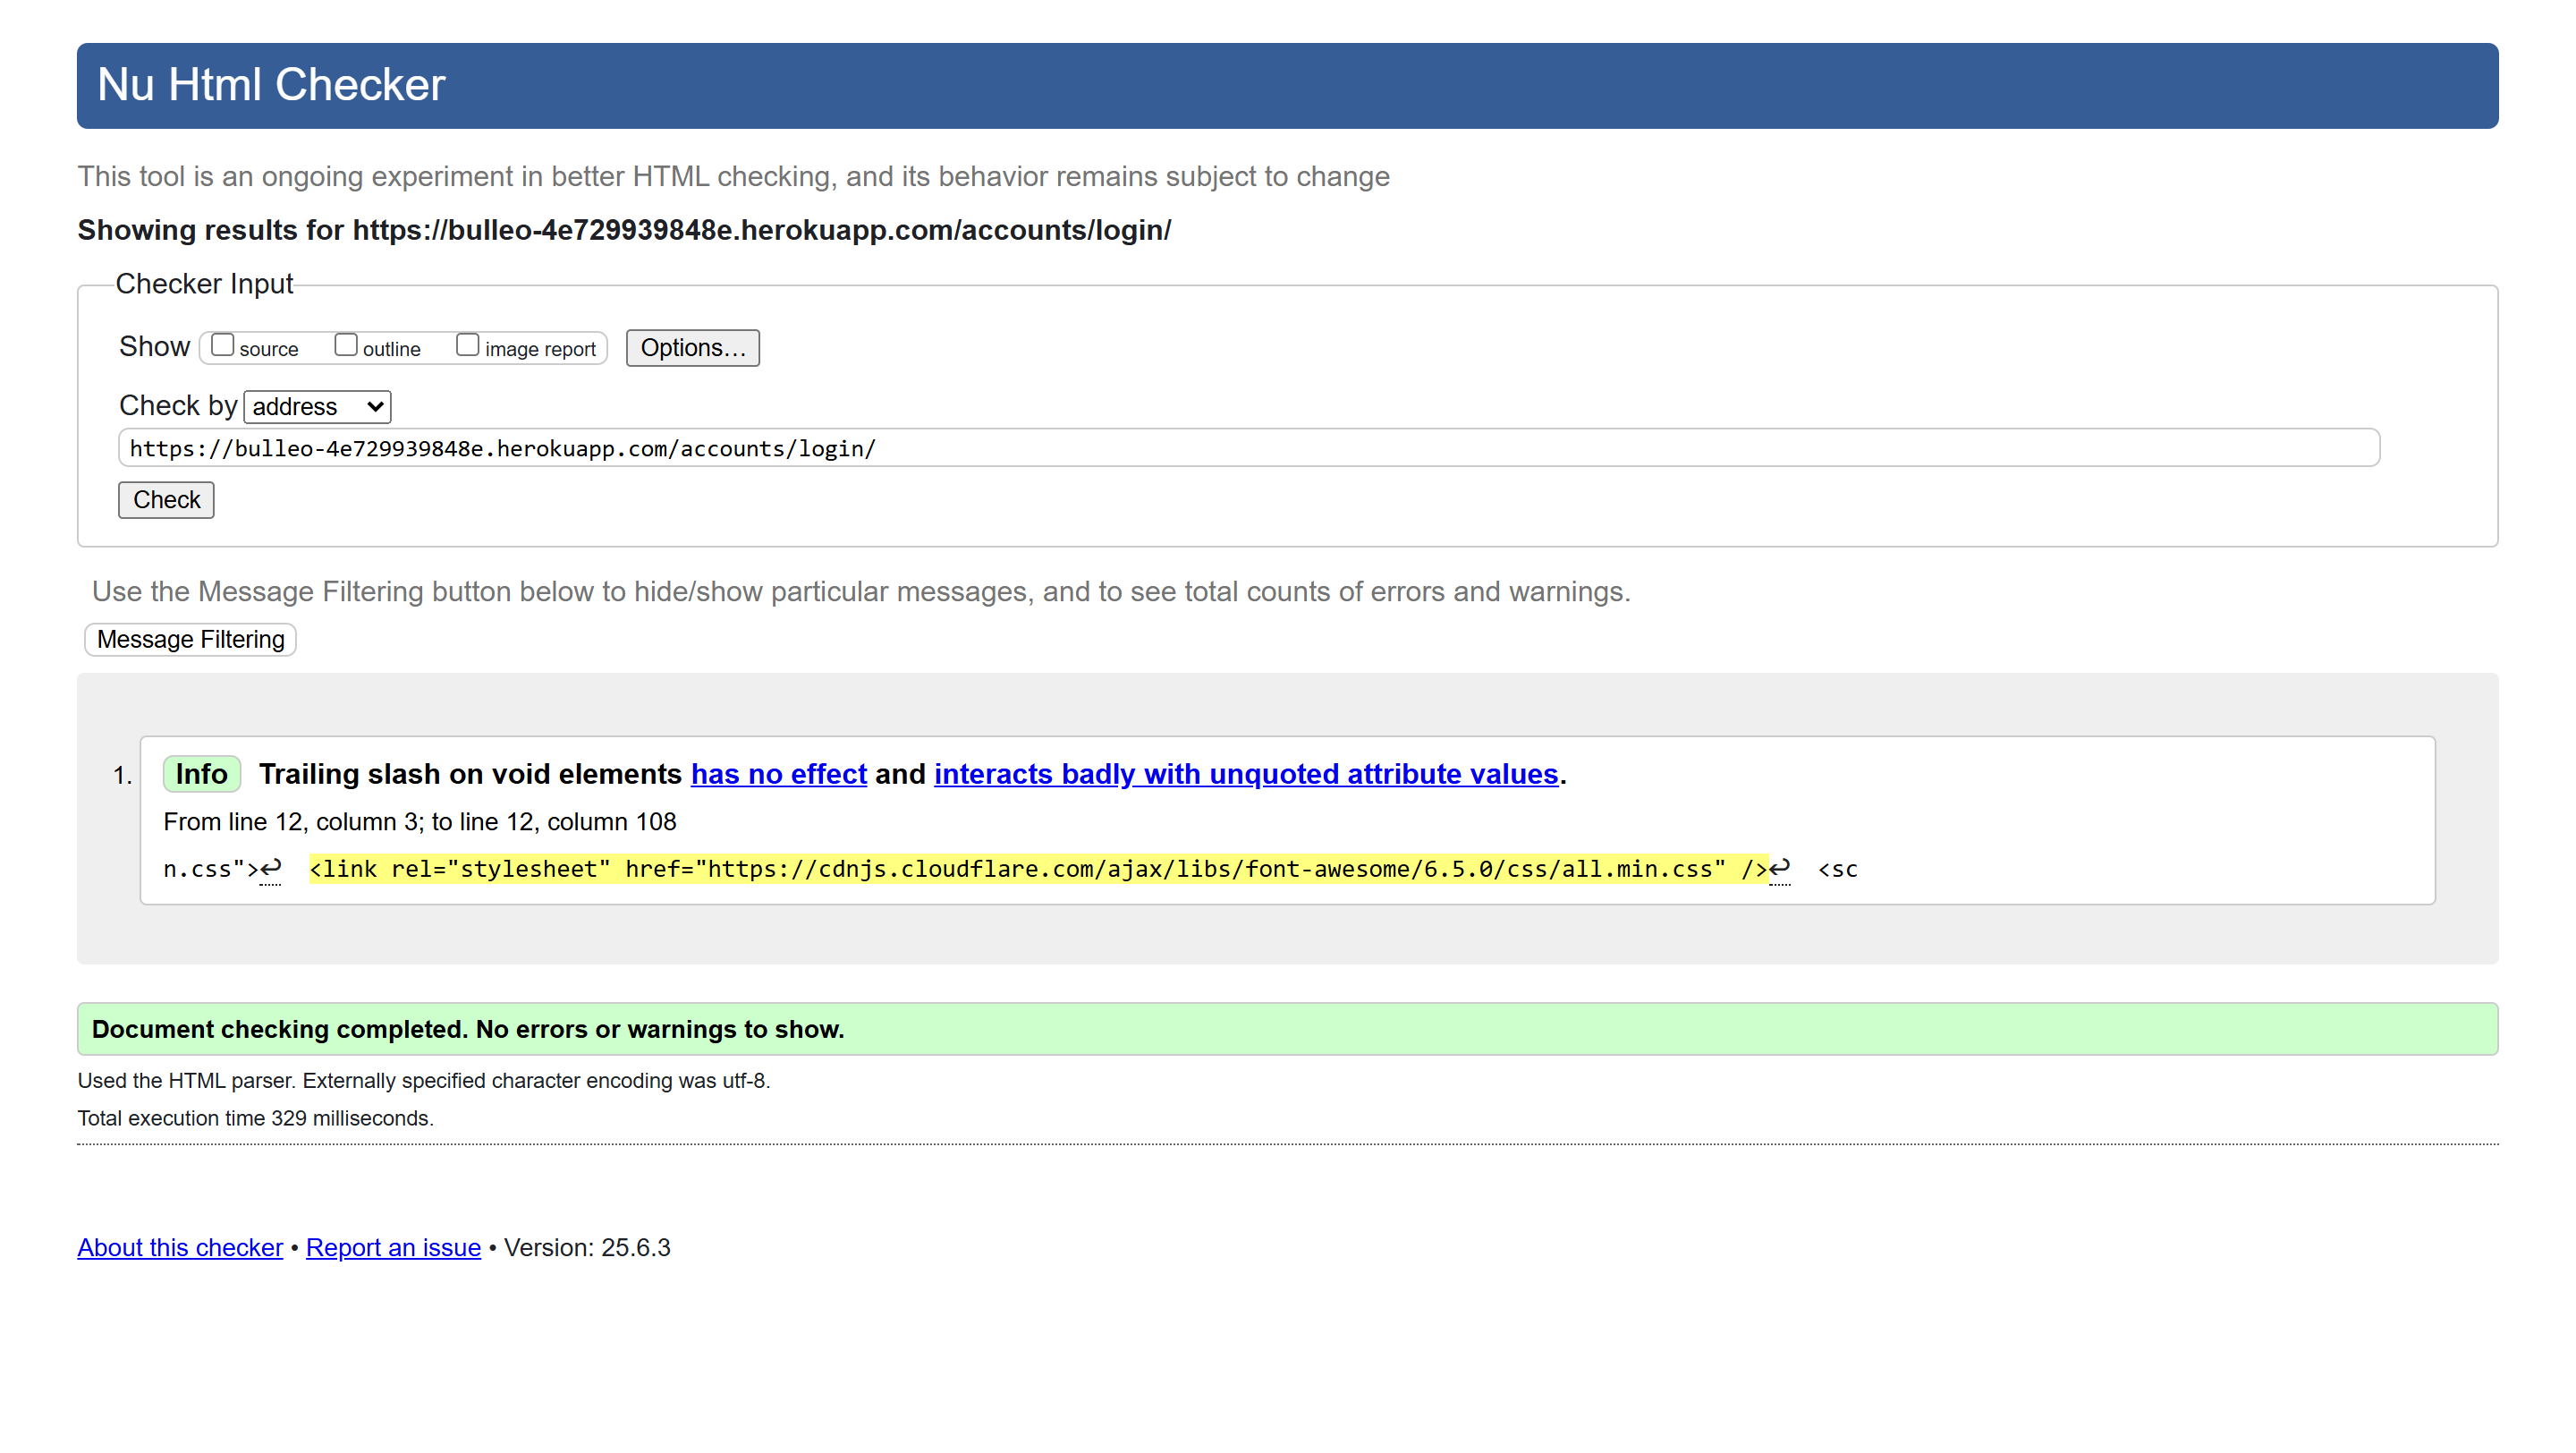 Nu Html Checker
This tool is an ongoing experiment in better HTML checking, and its behavior remains subject to change
Showing results for https://bulleo-4e729939848e.herokuapp.com/accounts/login/
Checker Input
Show source outline image report Options…
Check by address
https://bulleo-4e729939848e.herokuapp.com/accounts/login/
Check
Use the Message Filtering button below to hide/show particular messages, and to see total counts of errors and warnings.
Message Filtering
1. Info Trailing slash on void elements has no effect and interacts badly with unquoted attribute values.
From line 12, column 3; to line 12, column 108
n.css">↩ <link rel="stylesheet" href="https://cdnjs.cloudflare.com/ajax/libs/font-awesome/6.5.0/css/all.min.css" />↩ <sc
Document checking completed. No errors or warnings to show.
Used the HTML parser. Externally specified character encoding was utf-8.
Total execution time 329 milliseconds.
About this checker • Report an issue • Version: 25.6.3